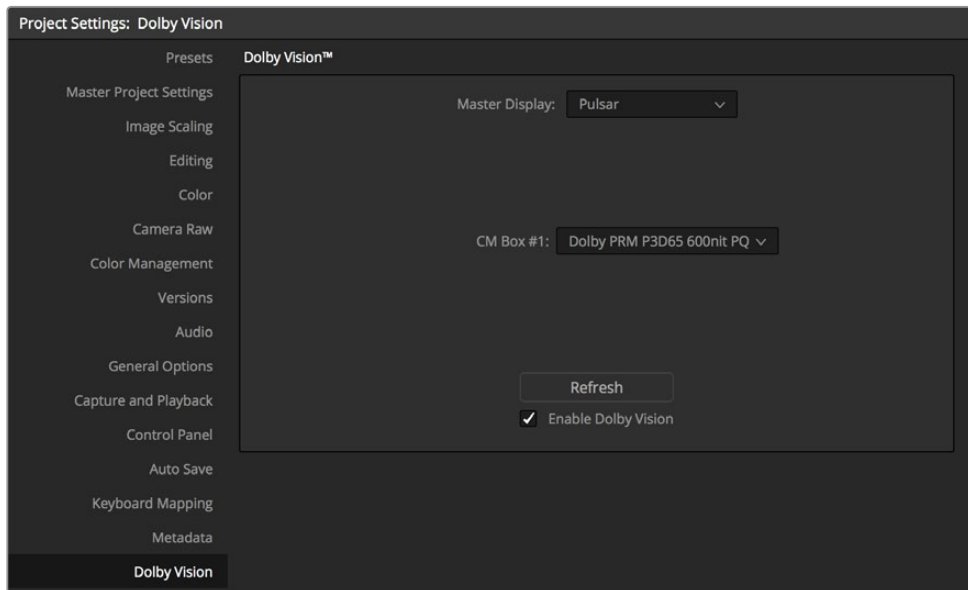 Project Settings: Dolby Vision
Presets
Master Project Settings
Image Scaling
Editing
Color
Camera Raw
Color Management
Versions
Audio
General Options
Capture and Playback
Control Panel
Auto Save
Keyboard Mapping
Metadata
Dolby Vision
Dolby Vision™
Master Display: Pulsar
CM Box #1: Dolby PRM P3D65 600nit PQ
Refresh
Enable Dolby Vision